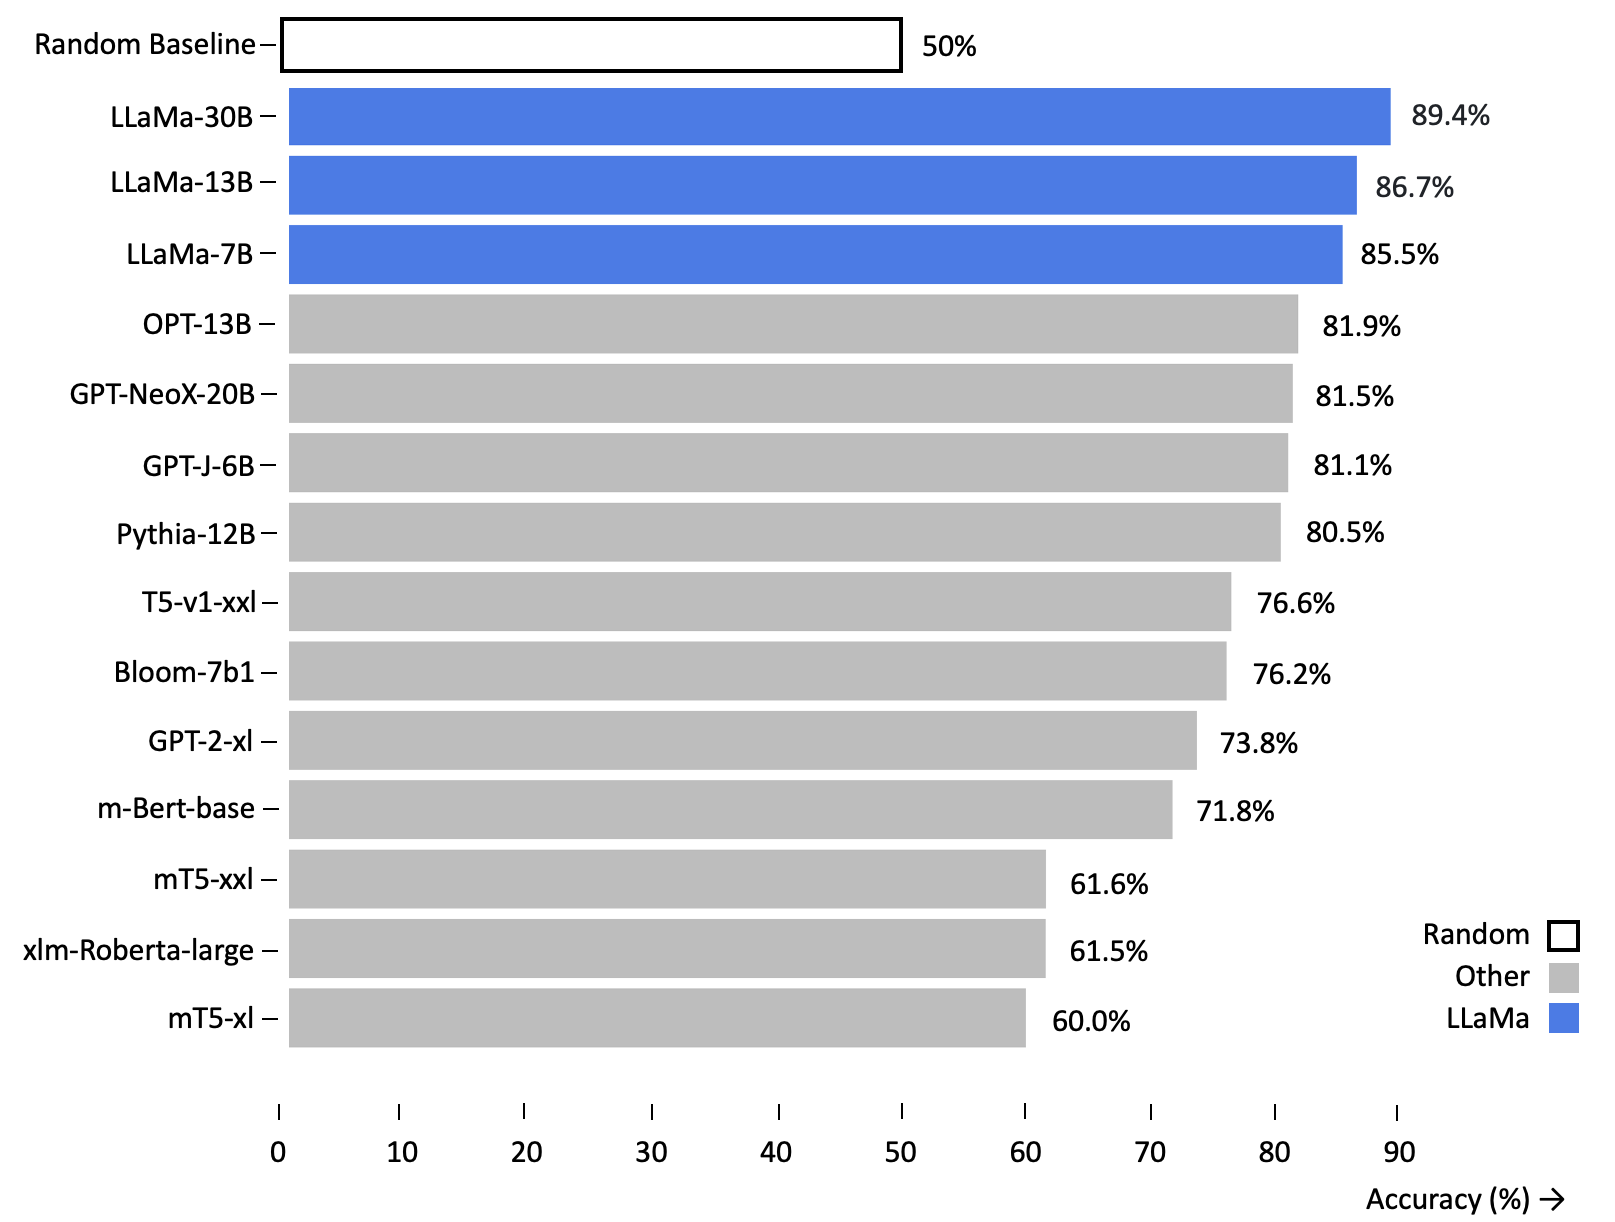 Random Baseline 50%
LLaMa-30B 89.4%
LLaMa-13B 86.7%
LLaMa-7B 85.5%
OPT-13B 81.9%
GPT-NeoX-20B 81.5%
GPT-J-6B 81.1%
Pythia-12B 80.5%
T5-v1-xxl 76.6%
Bloom-7b1 76.2%
GPT-2-xl 73.8%
m-Bert-base 71.8%
mT5-xxl 61.6%
xlm-Roberta-large 61.5%
mT5-xl 60.0%
Random
Other
LLaMa
0 10 20 30 40 50 60 70 80 90
Accuracy (%) →